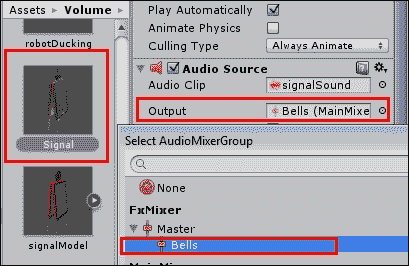 Assets ▸ Volume ▸
robotDucking
Signal
signalModel
Play Automatically
Animate Physics
Culling Type Always Animate
Audio Source
Audio Clip signalSound
Output Bells (MainMixe
Select AudioMixerGroup
None
FxMixer
Master
Bells